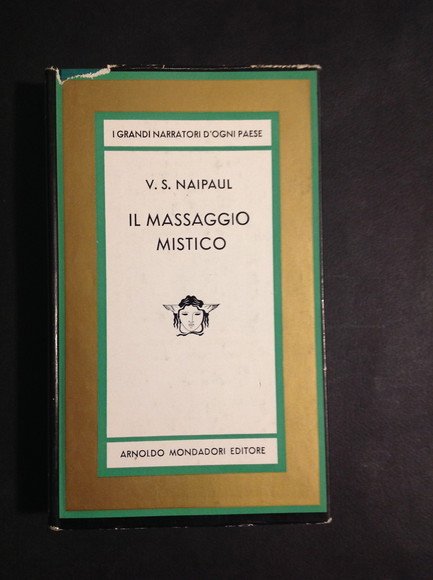 I GRANDI NARRATORI D'OGNI PAESE
V. S. NAIPAUL
IL MASSAGGIO
MISTICO
ARNOLDO MONDADORI EDITORE